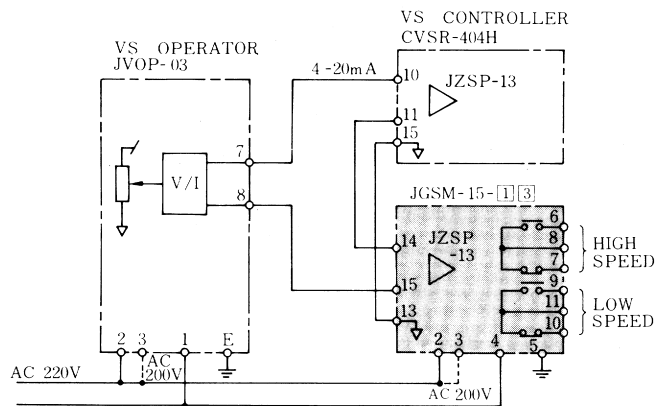 VS CONTROLLER
CVSR-404H
VS OPERATOR
JVOP-03
4-20mA
10
JZSP-13
11
15
7
V/I
8
JGSM-15-1 3
6
8
7
HIGH
SPEED
14
JZSP
-13
9
11
10
LOW
SPEED
15
13
2
3
1
E
2
3
4
5
AC 220V
AC
200V
AC 200V